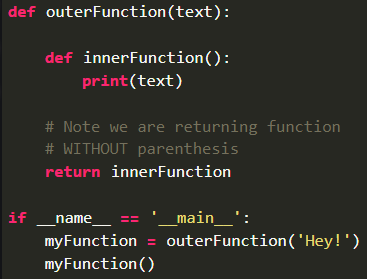 def outerFunction(text):
    def innerFunction():
        print(text)
    # Note we are returning function
    # WITHOUT parenthesis
    return innerFunction
if __name__ == '__main__':
    myFunction = outerFunction('Hey!')
    myFunction()